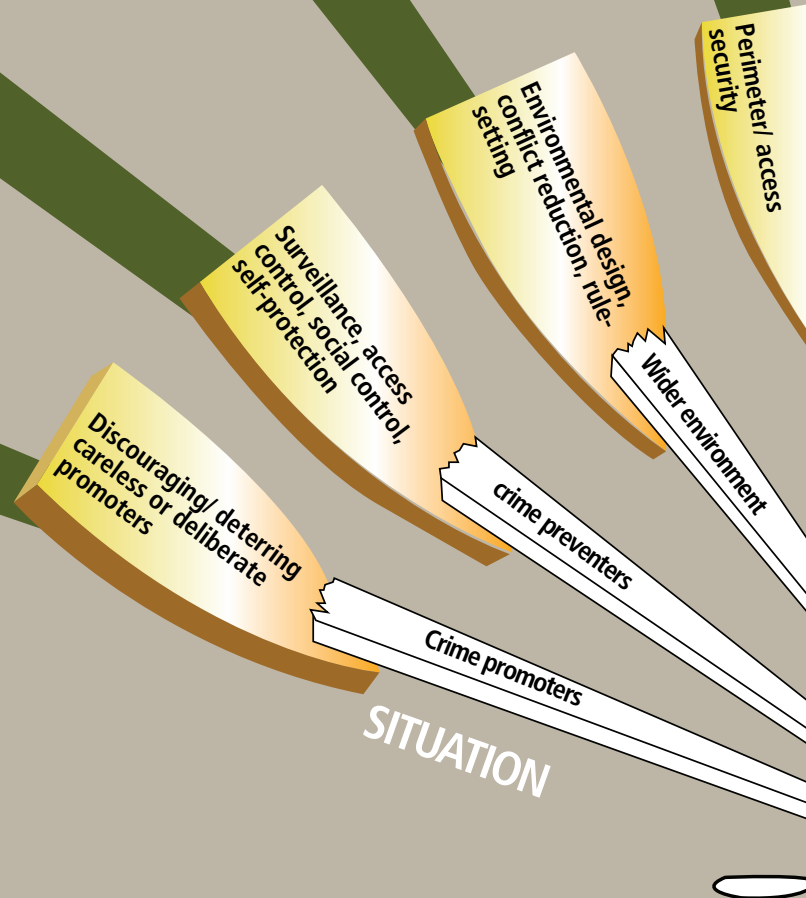 Discouraging/ deterring
careless or deliberate
promoters
Crime promoters
Surveillance, access
control, social control,
self-protection
crime preventers
Environmental design,
conflict reduction, rule-
setting
Wider environment
Perimeter/ access
security
SITUATION